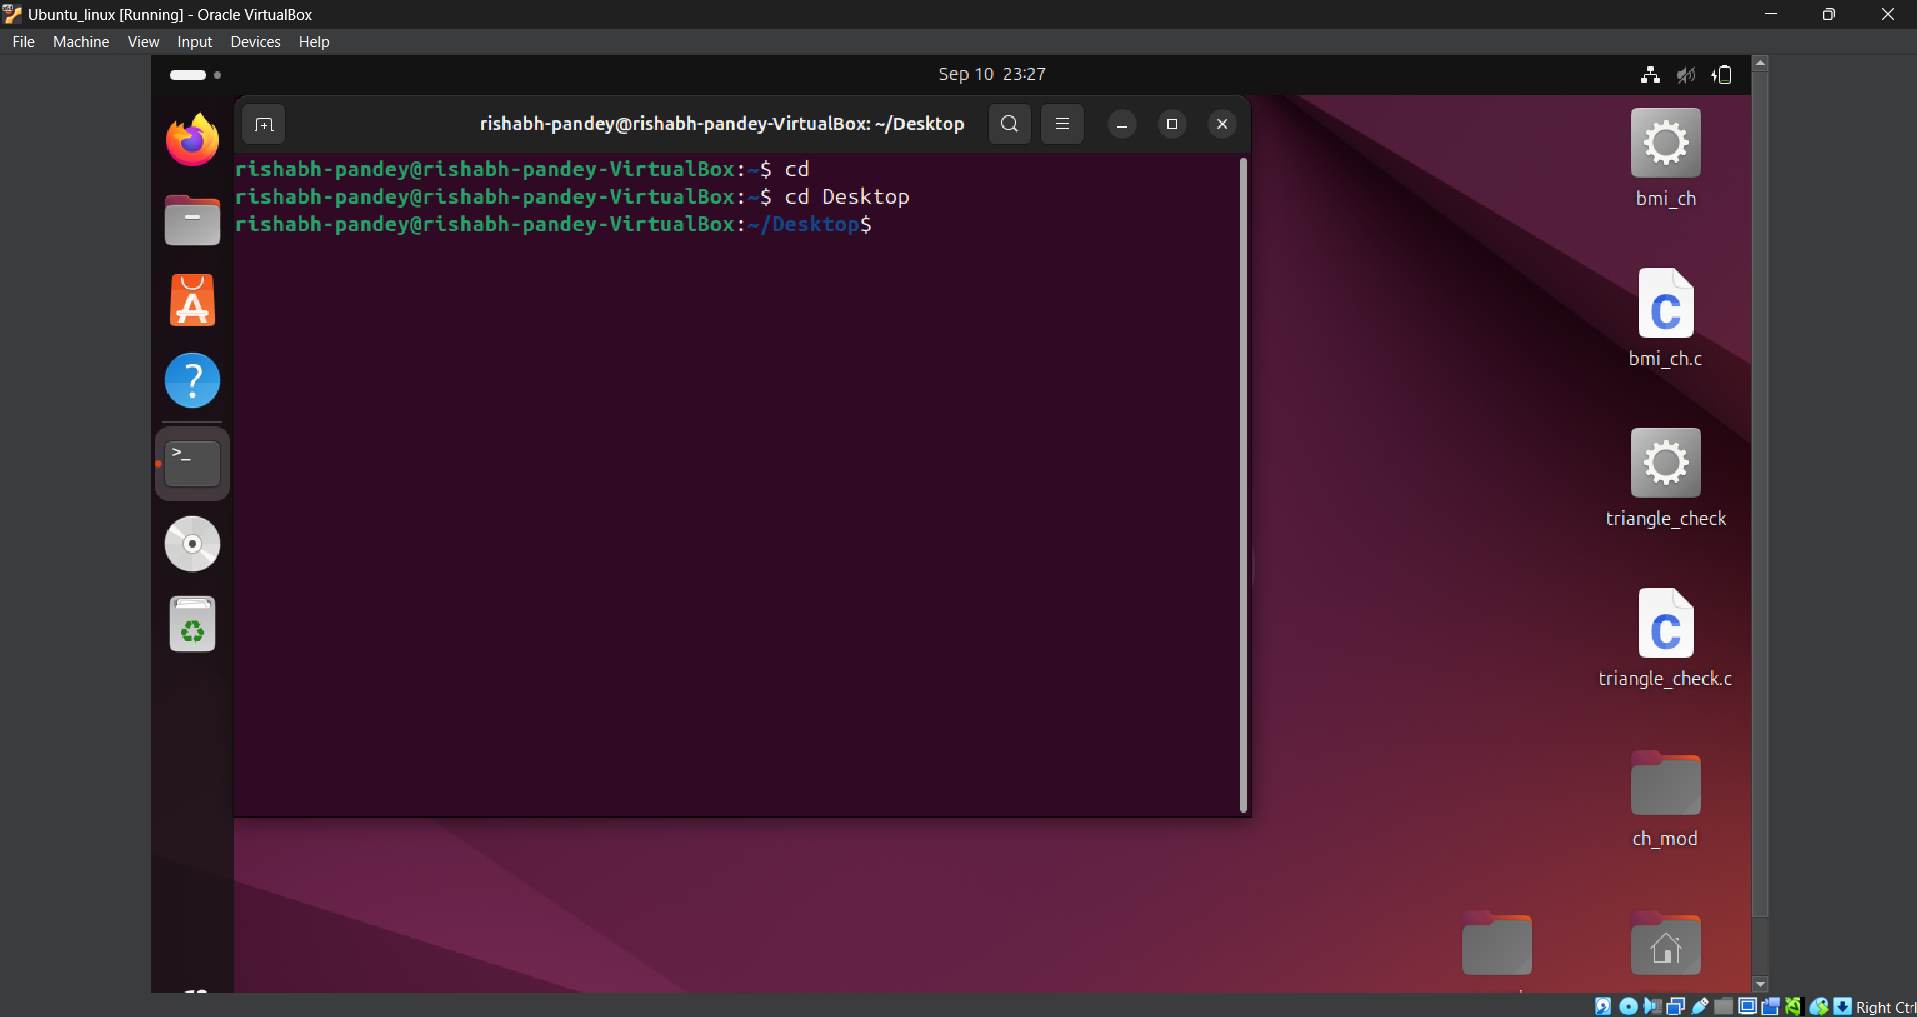 Ubuntu_linux [Running] - Oracle VirtualBox
File Machine View Input Devices Help
Sep 10 23:27
rishabh-pandey@rishabh-pandey-VirtualBox: ~/Desktop
rishabh-pandey@rishabh-pandey-VirtualBox:~$ cd
rishabh-pandey@rishabh-pandey-VirtualBox:~$ cd Desktop
rishabh-pandey@rishabh-pandey-VirtualBox:~/Desktop$
bmi_ch
bmi_ch.c
triangle_check
triangle_check.c
ch_mod
Right Ctrl